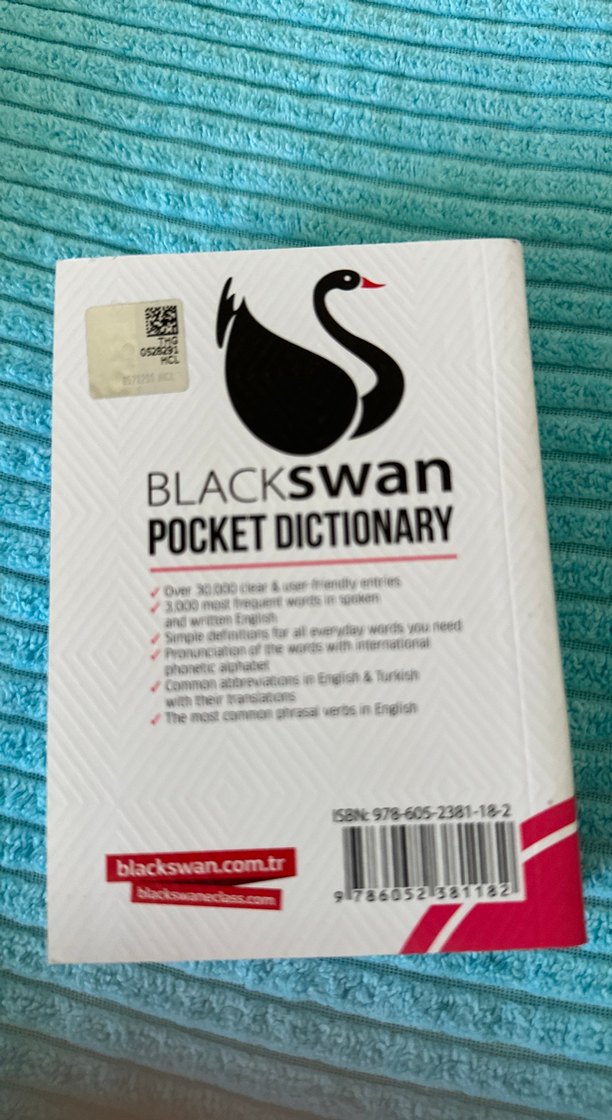 THG
0528291
HCL
BLACKswan
POCKET DICTIONARY
Over 30,000 clear & user-friendly entries
3,000 most frequent words in spoken
and written English
Simple definitions for all everyday words you need
Pronunciation of the words with international
phonetic alphabet
Common abbreviations in English & Turkish
with their translations
The most common phrasal verbs in English
ISBN: 978-605-2381-18-2
9 786052 381182
blackswan.com.tr
blackswaneclass.com